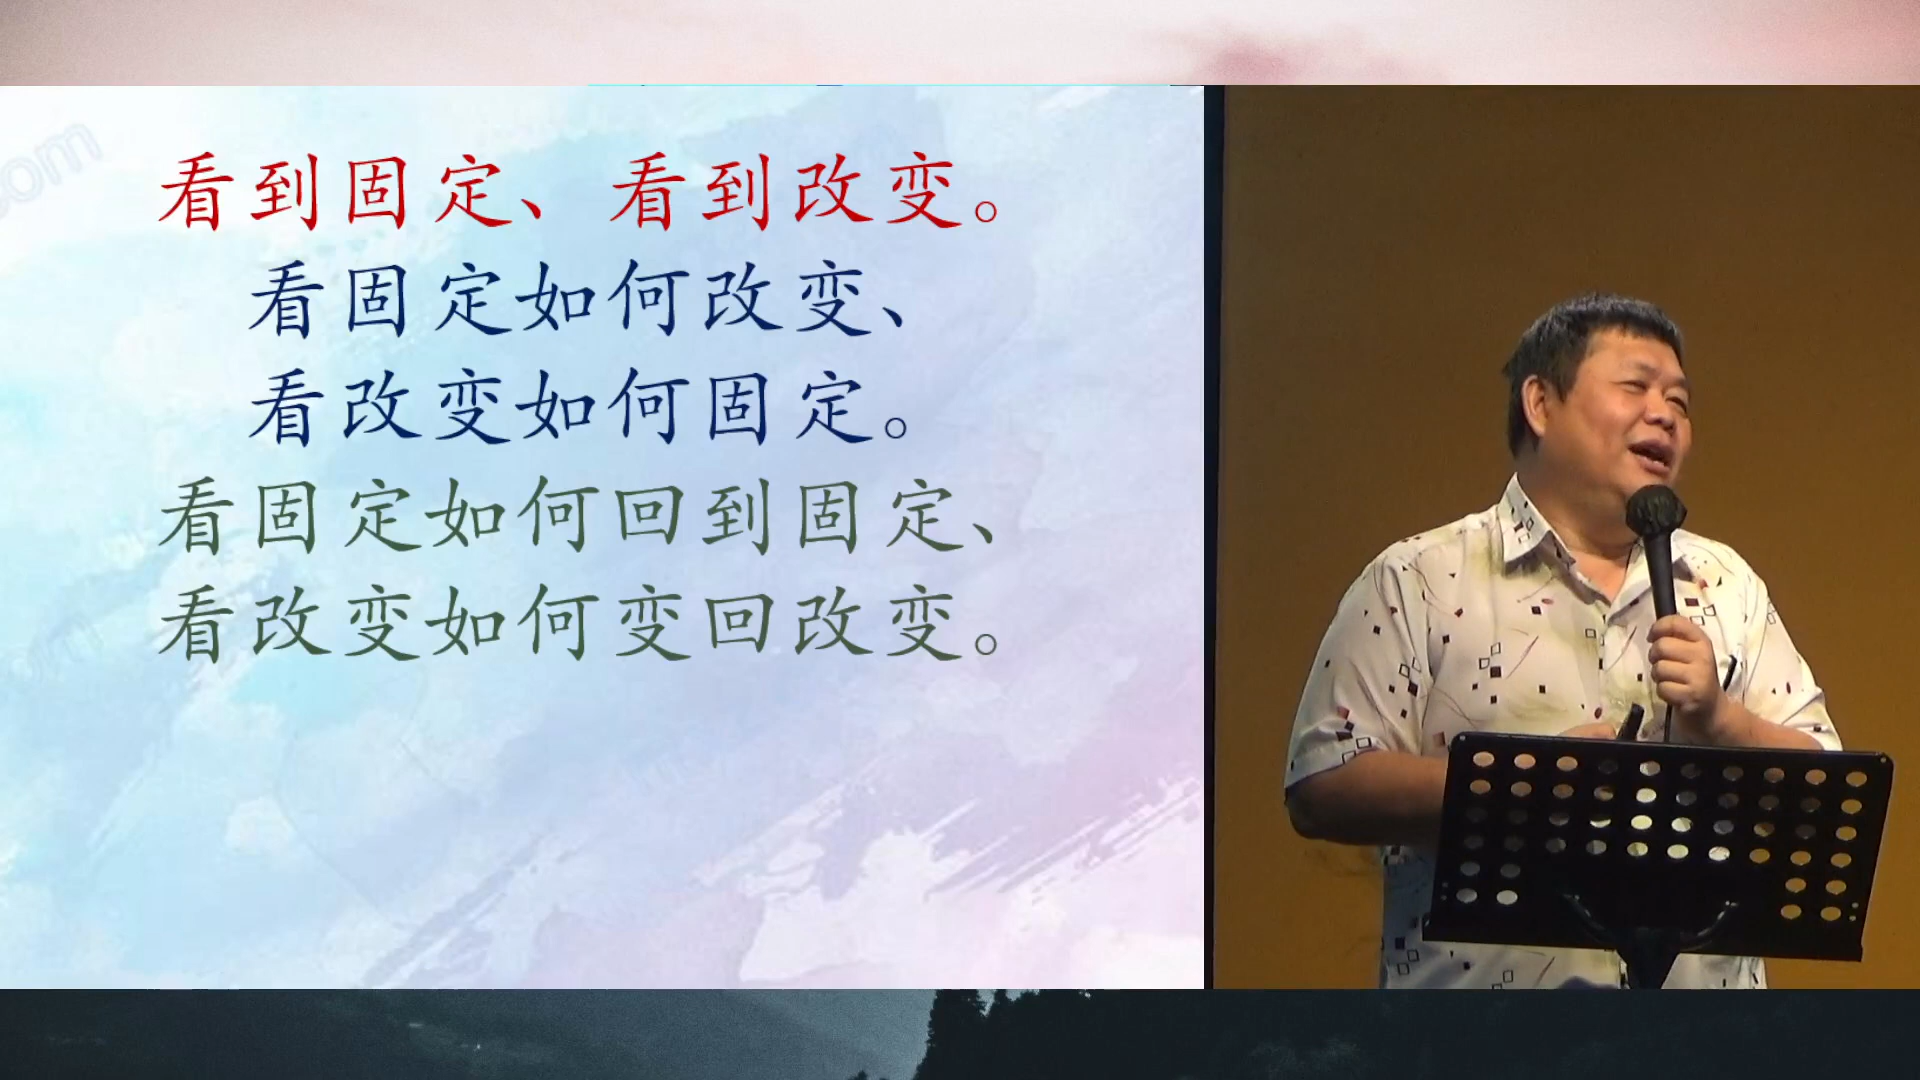 看到固定、看到改变。
看固定如何改变、
看改变如何固定。
看固定如何回到固定、
看改变如何变回改变。
.com